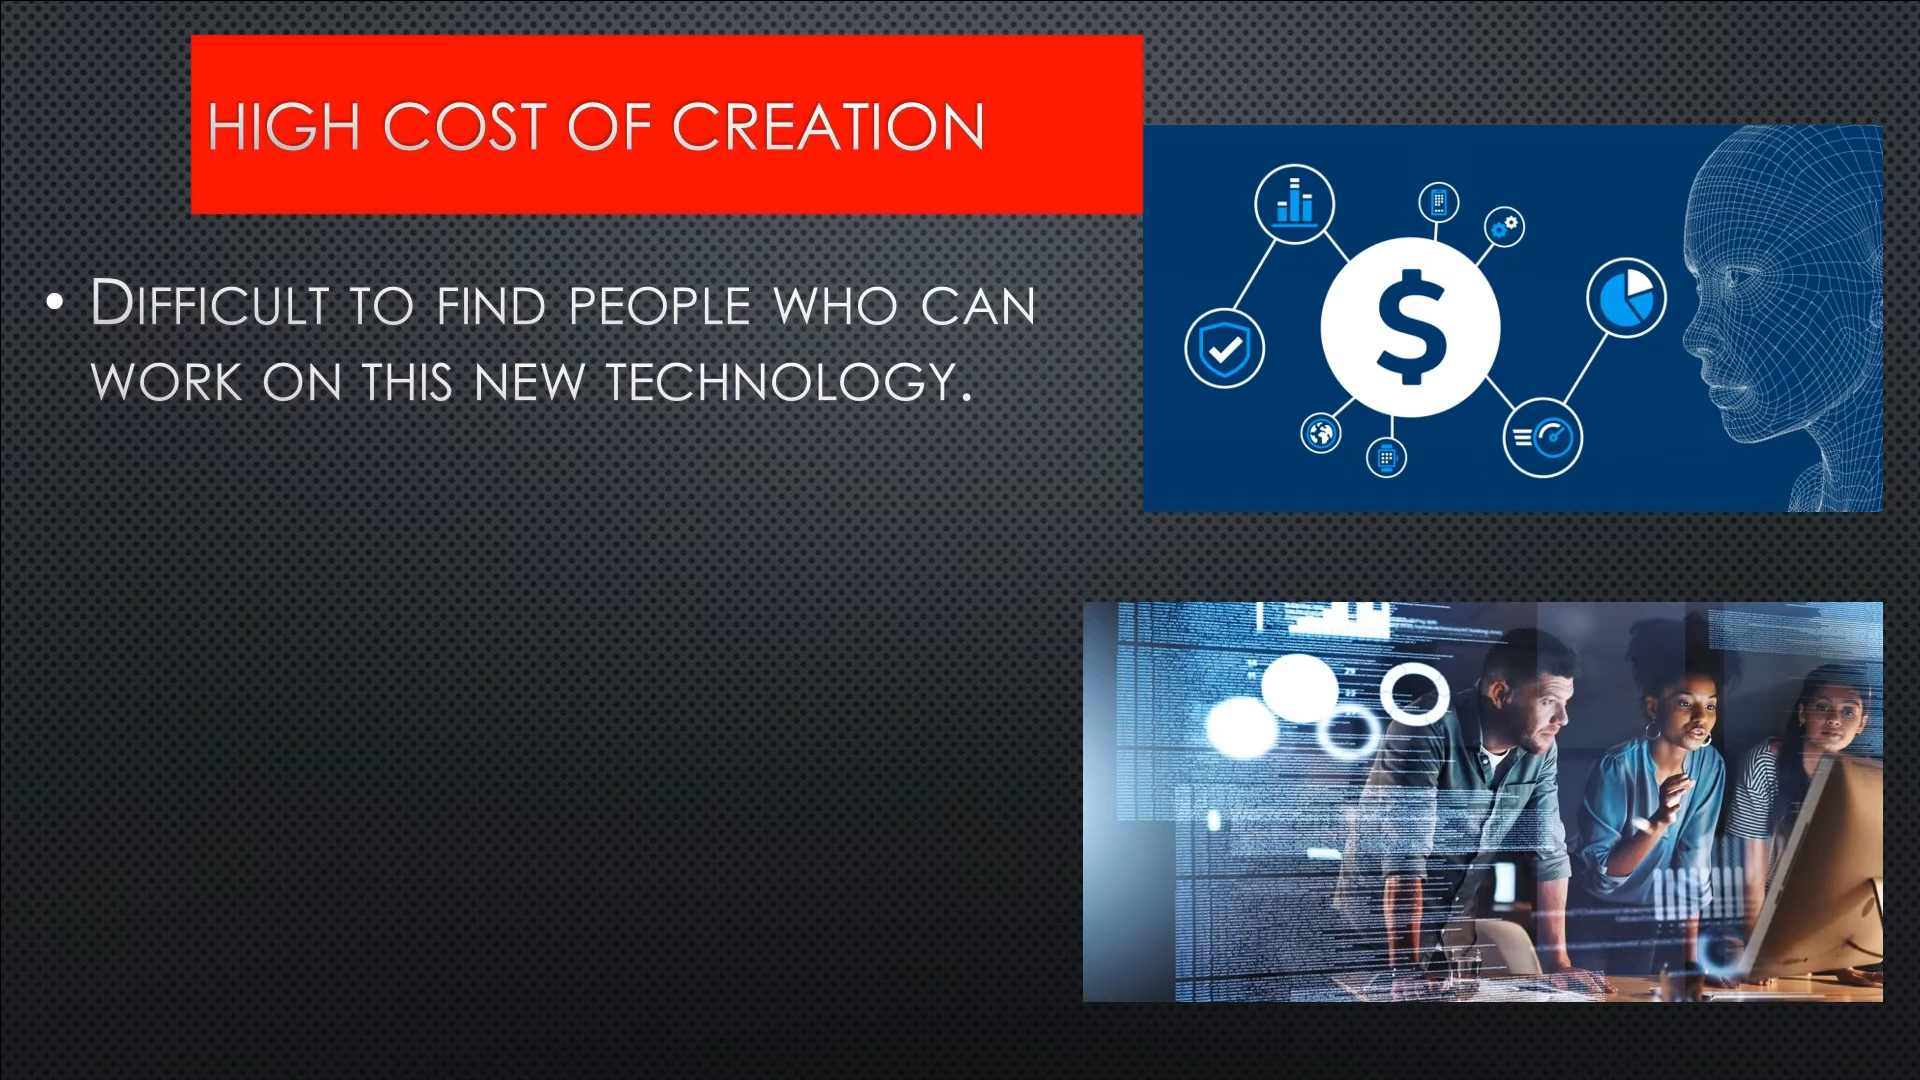 HIGH COST OF CREATION
• DIFFICULT TO FIND PEOPLE WHO CAN
WORK ON THIS NEW TECHNOLOGY.
$